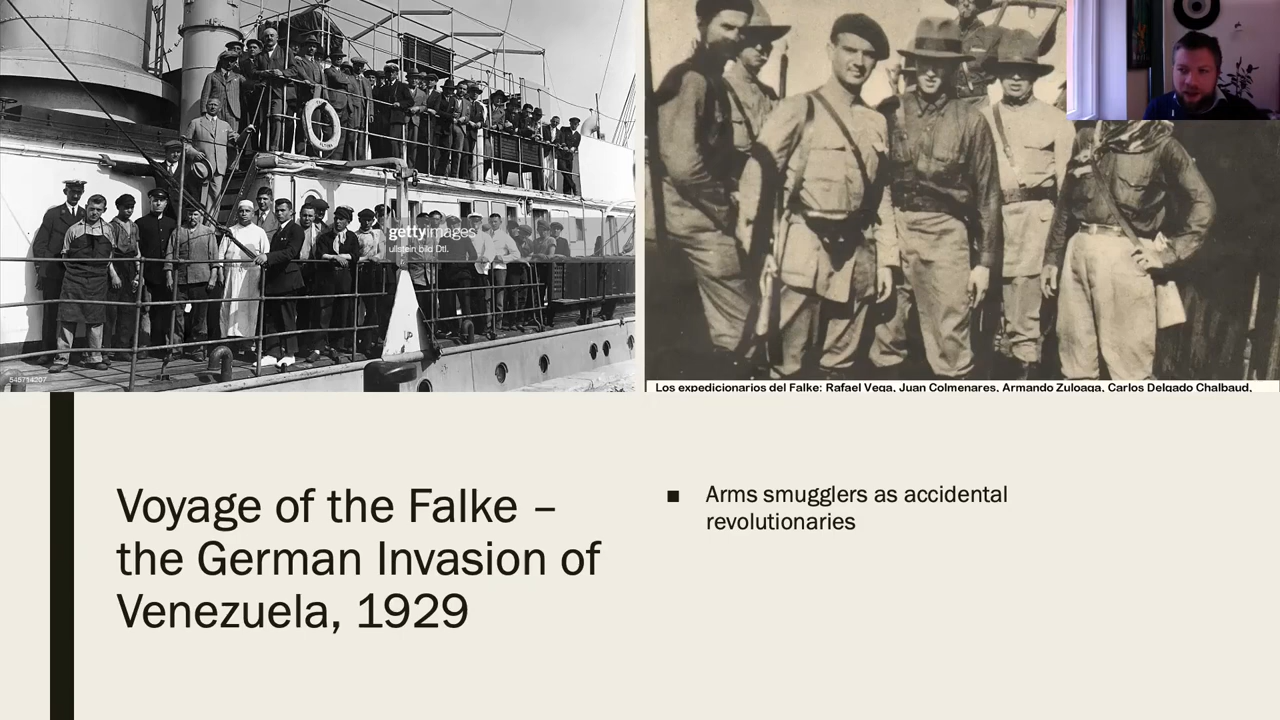 gettyimages
ullstein bild Dtl.
545714207
Los expedicionarios del Falke: Rafael Vega, Juan Colmenares, Armando Zuloaga, Carlos Delgado Chalbaud,
Voyage of the Falke –
the German Invasion of
Venezuela, 1929
■ Arms smugglers as accidental
revolutionaries